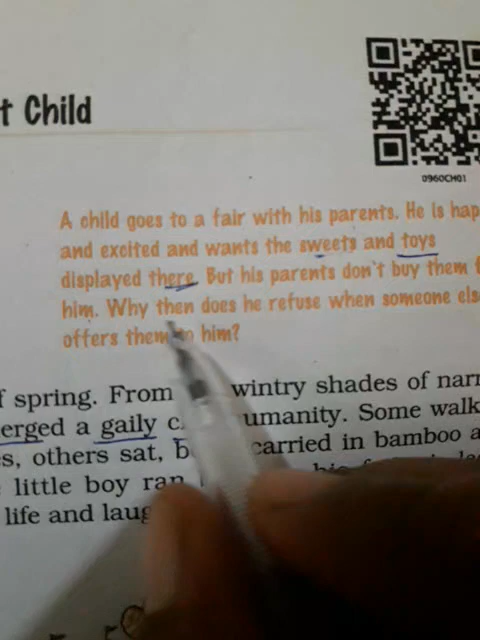 t Child
0960CH01
A child goes to a fair with his parents. He is hap
and excited and wants the sweets and toys
displayed there. But his parents don't buy them f
him. Why then does he refuse when someone els
offers them to him?
f spring. From wintry shades of narr
erged a gaily c umanity. Some walk
s, others sat, b carried in bamboo a
little boy ran
life and laug